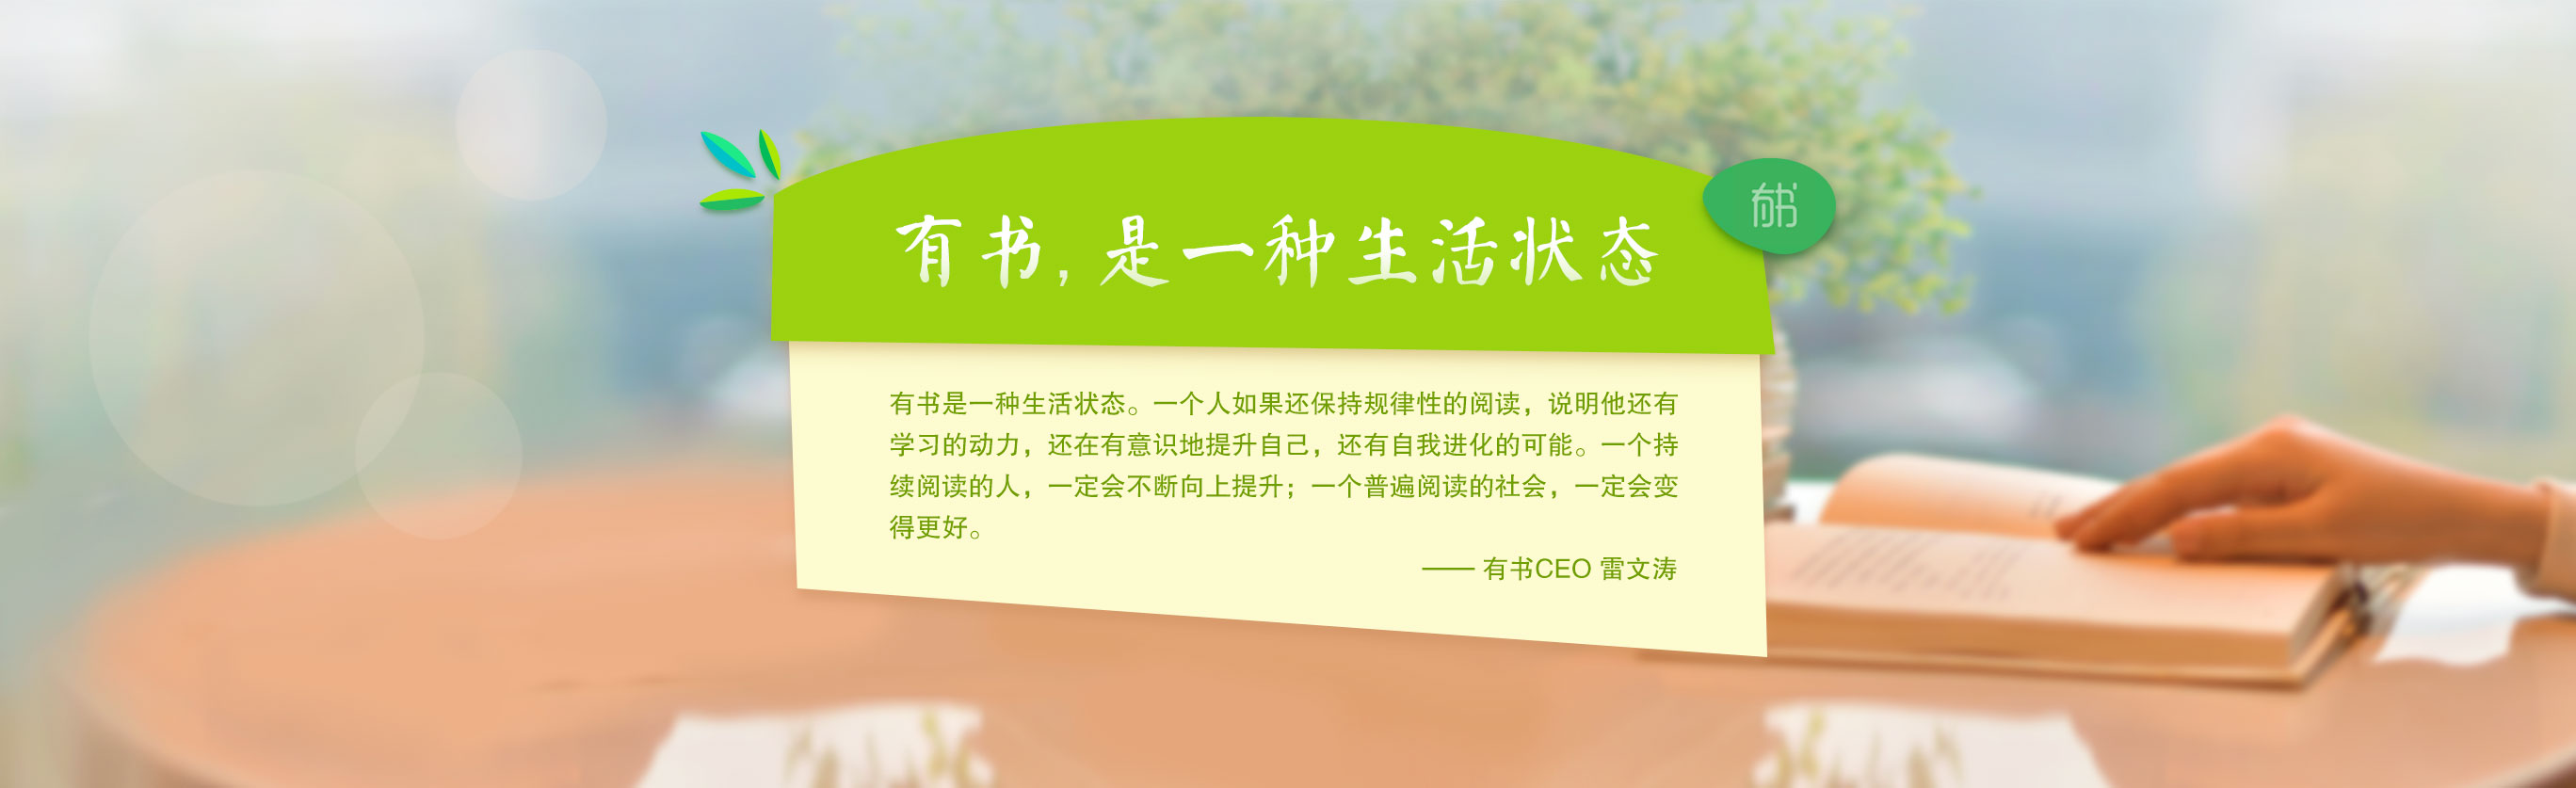 有书，是一种生活状态
有书
有书是一种生活状态。一个人如果还保持规律性的阅读，说明他还有
学习的动力，还在有意识地提升自己，还有自我进化的可能。一个持
续阅读的人，一定会不断向上提升；一个普遍阅读的社会，一定会变
得更好。
—— 有书CEO 雷文涛